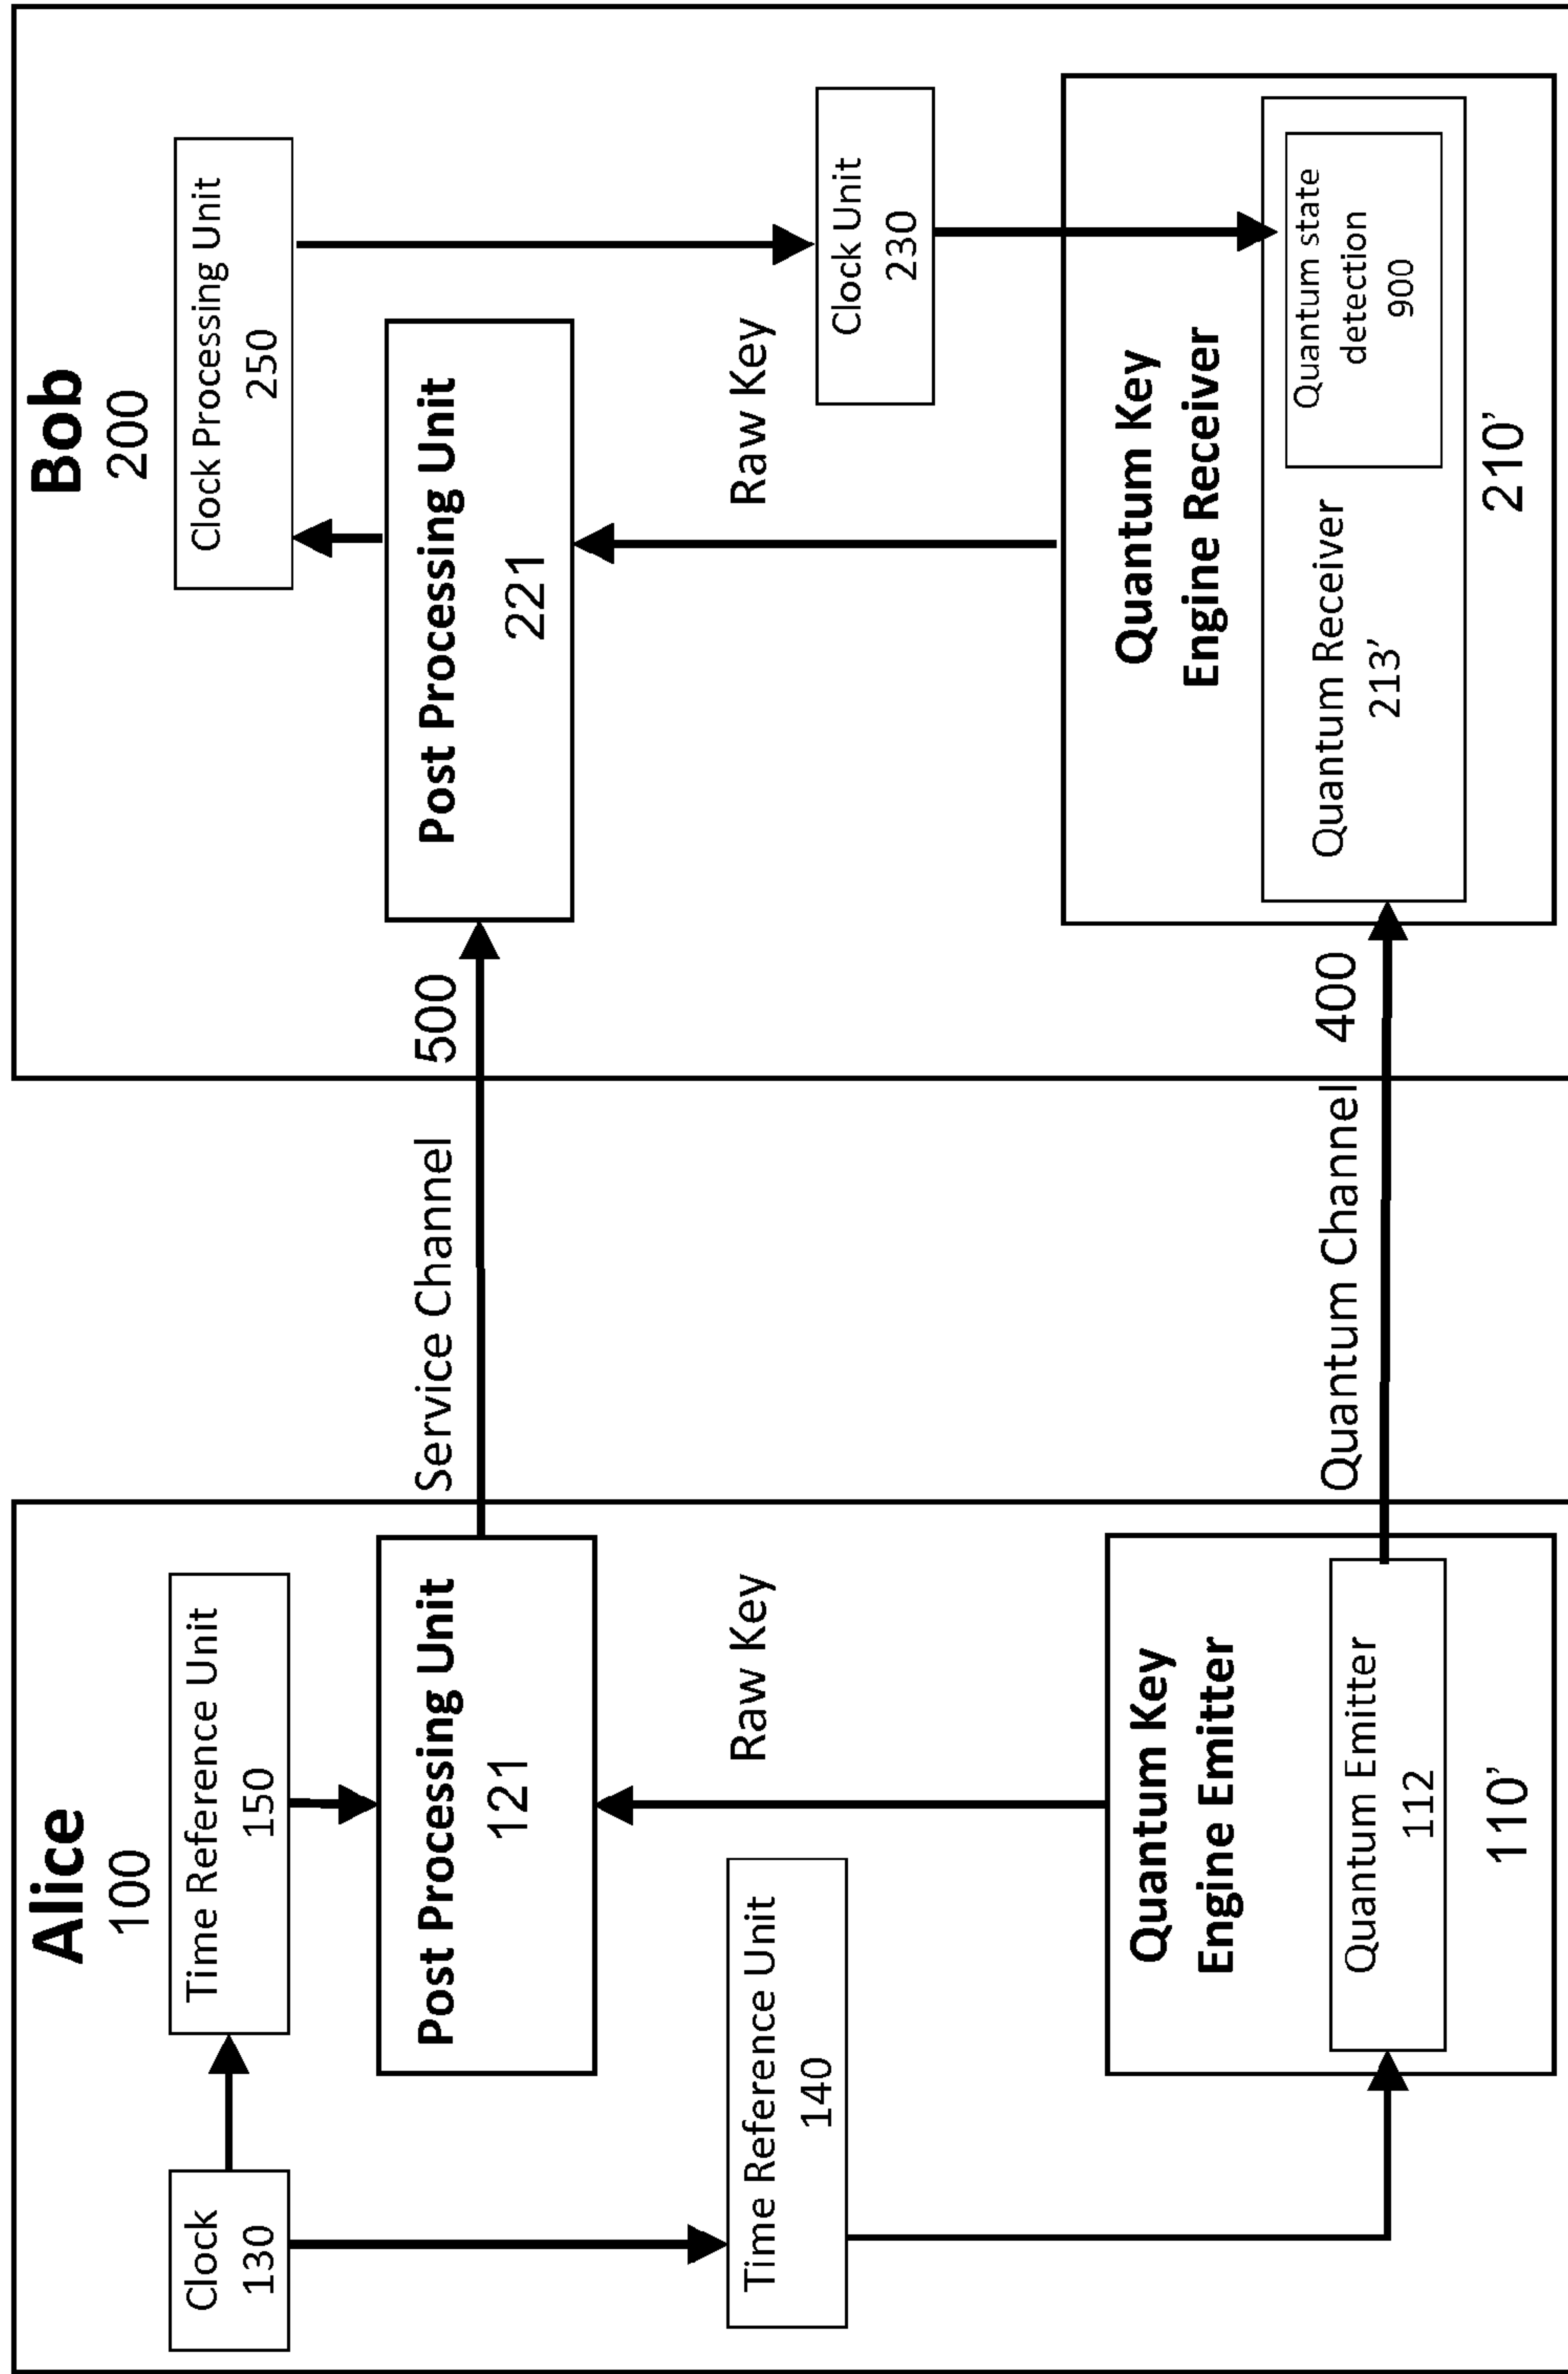 Alice
100
Clock
130
Time Reference Unit
150
Post Processing Unit
121
Time Reference Unit
140
Raw Key
Quantum Key
Engine Emitter
Quantum Emitter
112
110’
Service Channel
500
Quantum Channel
400
Bob
200
Clock Processing Unit
250
Post Processing Unit
221
Raw Key
Clock Unit
230
Quantum Key
Engine Receiver
Quantum Receiver
213’
Quantum state
detection
900
210’